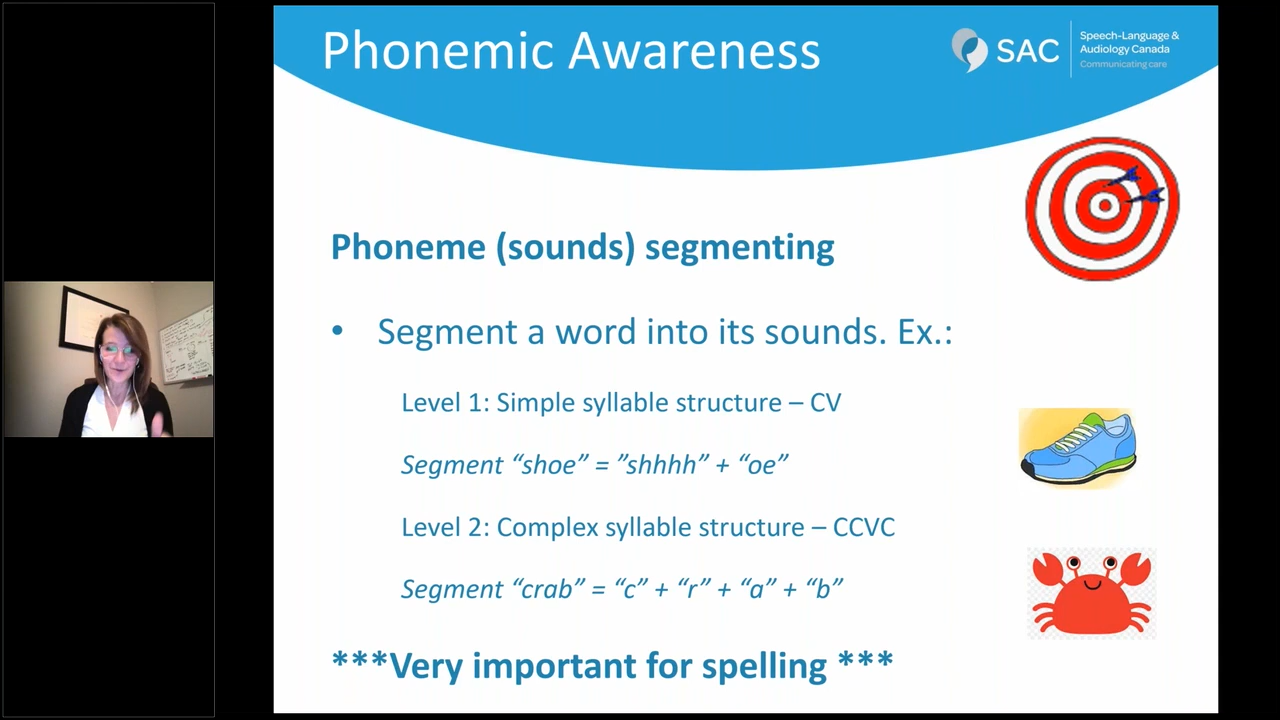 Phonemic Awareness
SAC
Speech-Language &
Audiology Canada
Communicating care
Phoneme (sounds) segmenting
• Segment a word into its sounds. Ex.:
Level 1: Simple syllable structure – CV
Segment “shoe” = ”shhhh” + “oe”
Level 2: Complex syllable structure – CCVC
Segment “crab” = “c” + “r” + “a” + “b”
***Very important for spelling ***